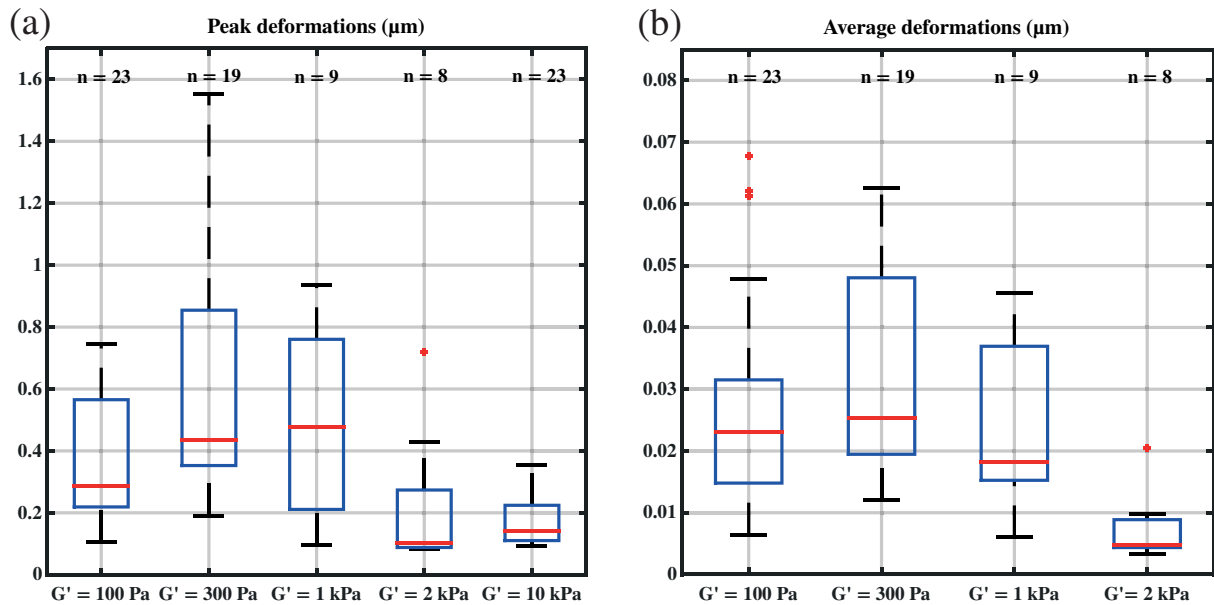 (a)
Peak deformations (µm)
n = 23 n = 19 n = 9 n = 8 n = 23
1.6
1.4
1.2
1
0.8
0.6
0.4
0.2
0
G' = 100 Pa G' = 300 Pa G' = 1 kPa G' = 2 kPa G' = 10 kPa
(b)
Average deformations (µm)
n = 23 n = 19 n = 9 n = 8
0.08
0.07
0.06
0.05
0.04
0.03
0.02
0.01
0
G' = 100 Pa G' = 300 Pa G' = 1 kPa G'= 2 kPa